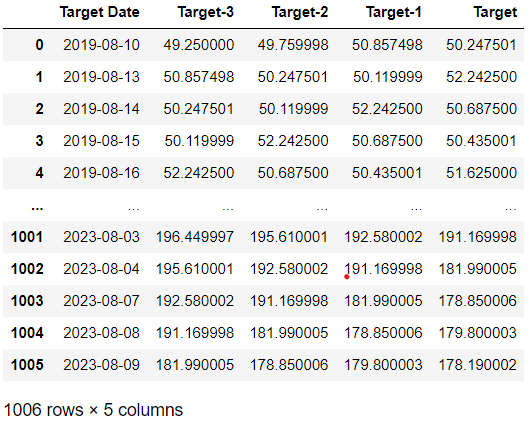 Target Date Target-3 Target-2 Target-1 Target
0 2019-08-10 49.250000 49.759998 50.857498 50.247501
1 2019-08-13 50.857498 50.247501 50.119999 52.242500
2 2019-08-14 50.247501 50.119999 52.242500 50.687500
3 2019-08-15 50.119999 52.242500 50.687500 50.435001
4 2019-08-16 52.242500 50.687500 50.435001 51.625000
... ... ... ... ... ...
1001 2023-08-03 196.449997 195.610001 192.580002 191.169998
1002 2023-08-04 195.610001 192.580002 191.169998 181.990005
1003 2023-08-07 192.580002 191.169998 181.990005 178.850006
1004 2023-08-08 191.169998 181.990005 178.850006 179.800003
1005 2023-08-09 181.990005 178.850006 179.800003 178.190002
1006 rows × 5 columns